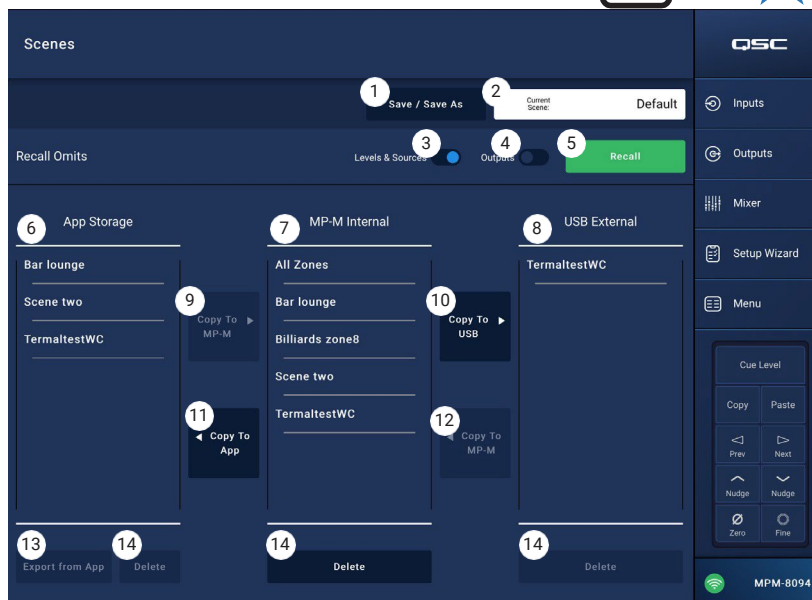 Scenes
QSC
1
Save / Save As
2
Current
Scene:
Default
Inputs
Recall Omits
3
Levels & Sources
4
Outputs
5
Recall
Outputs
Mixer
6
App Storage
7
MP-M Internal
8
USB External
Setup Wizard
Bar lounge
All Zones
TermaltestWC
Scene two
9
Copy To
MP-M
Bar lounge
10
Copy To
USB
Menu
TermaltestWC
Billiards zone8
Scene two
11
Copy To
App
TermaltestWC
12
Copy To
MP-M
Cue Level
Copy
Paste
Prev
Next
Nudge
Nudge
Zero
Fine
13
Export from App
14
Delete
14
Delete
14
Delete
MPM-8094